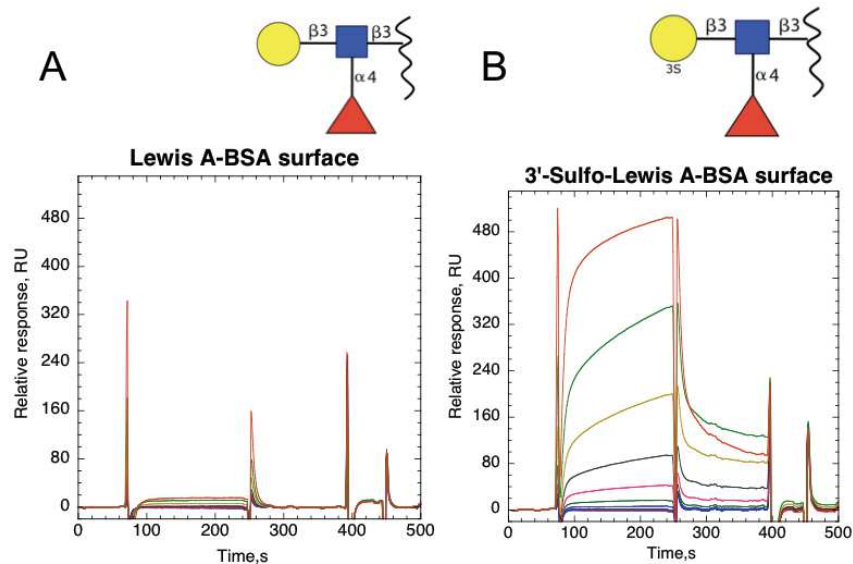 A
β3
β3
α4
Lewis A-BSA surface
Relative response, RU
480
400
320
240
160
80
0
0
100
200
300
400
500
Time,s
B
β3
β3
3S
α4
3'-Sulfo-Lewis A-BSA surface
Relative response, RU
480
400
320
240
160
80
0
0
100
200
300
400
500
Time,s